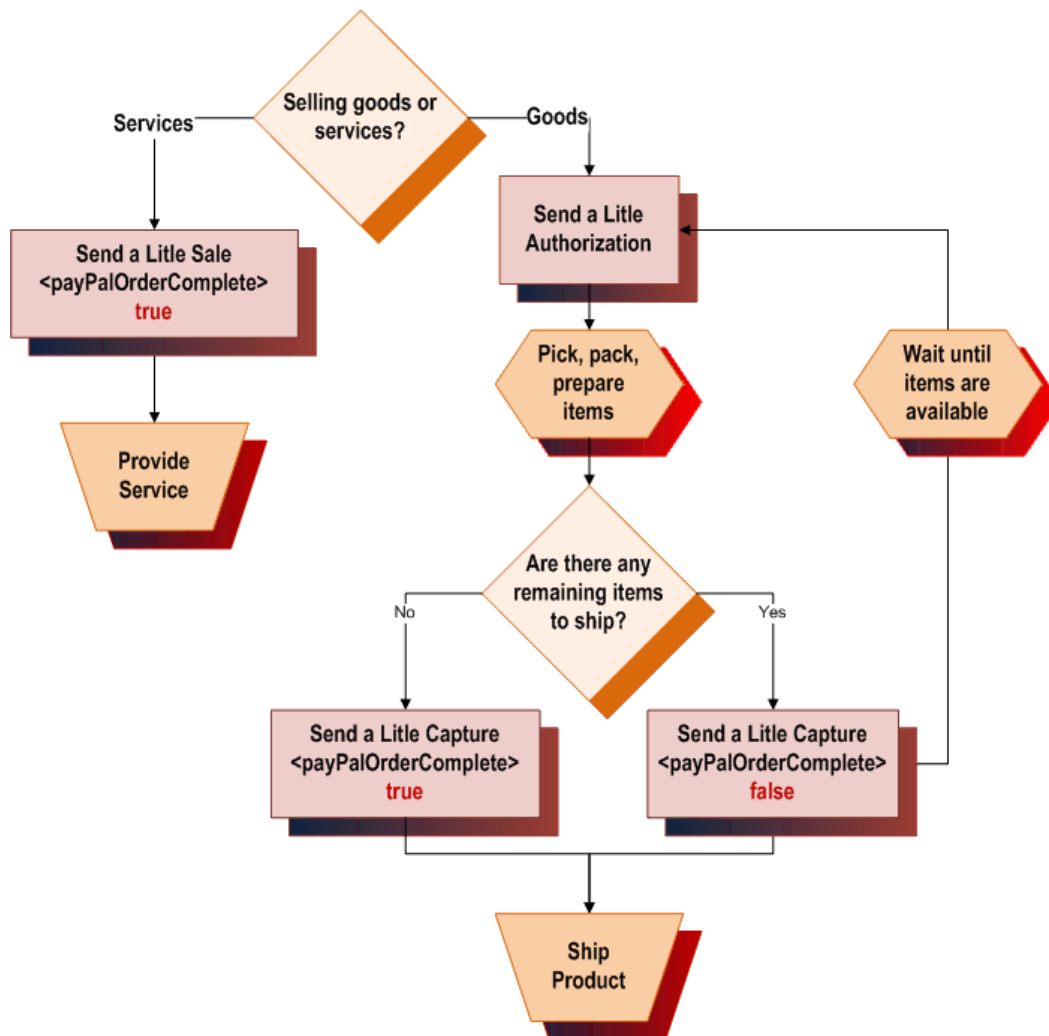 Selling goods or
services?
Services
Goods
Send a Litle
Authorization
Send a Litle Sale
<payPalOrderComplete>
true
Pick, pack,
prepare
items
Wait until
items are
available
Provide
Service
Are there any
remaining items
to ship?
No
Yes
Send a Litle Capture
<payPalOrderComplete>
true
Send a Litle Capture
<payPalOrderComplete>
false
Ship
Product